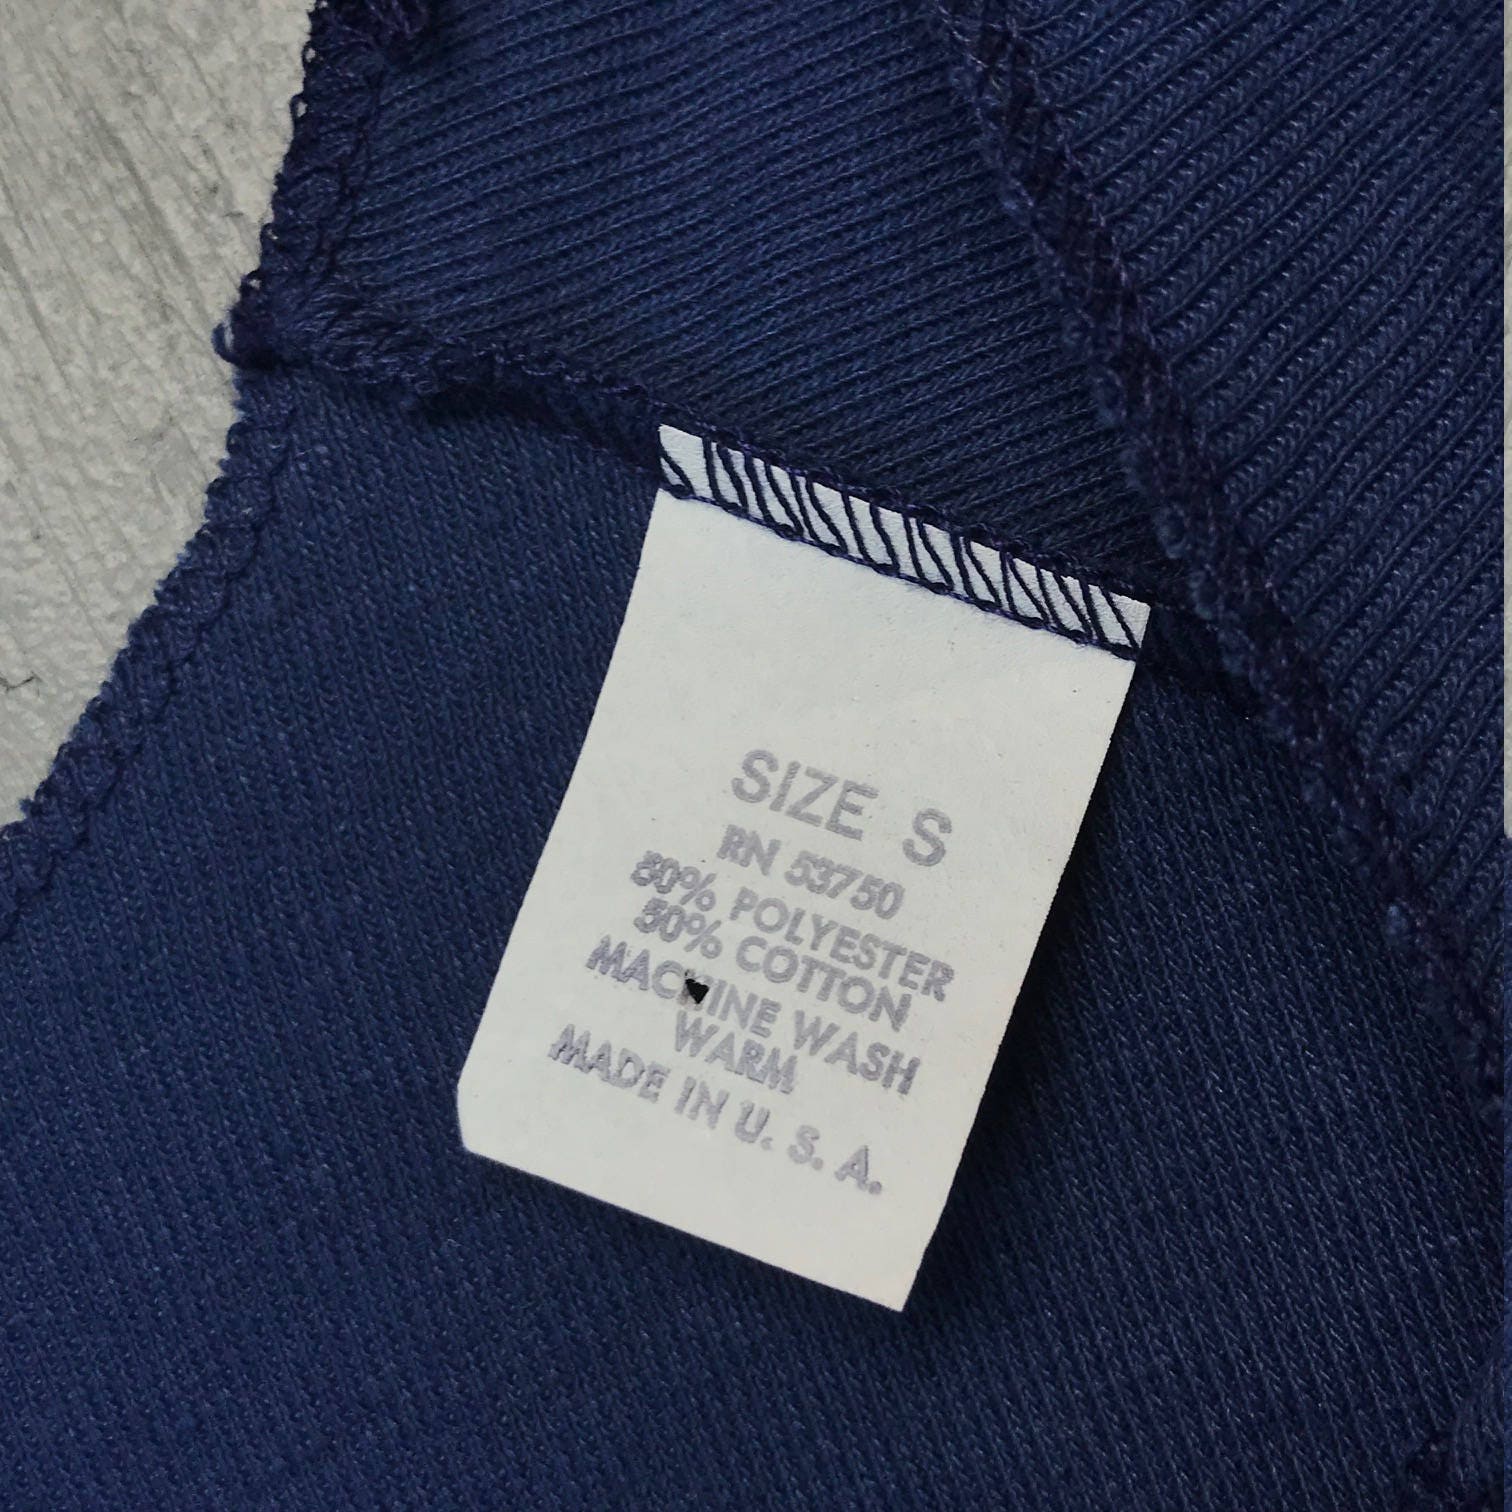 SIZE S
RN 53750
50% POLYESTER
50% COTTON
MACHINE WASH
WARM
MADE IN U. S. A.